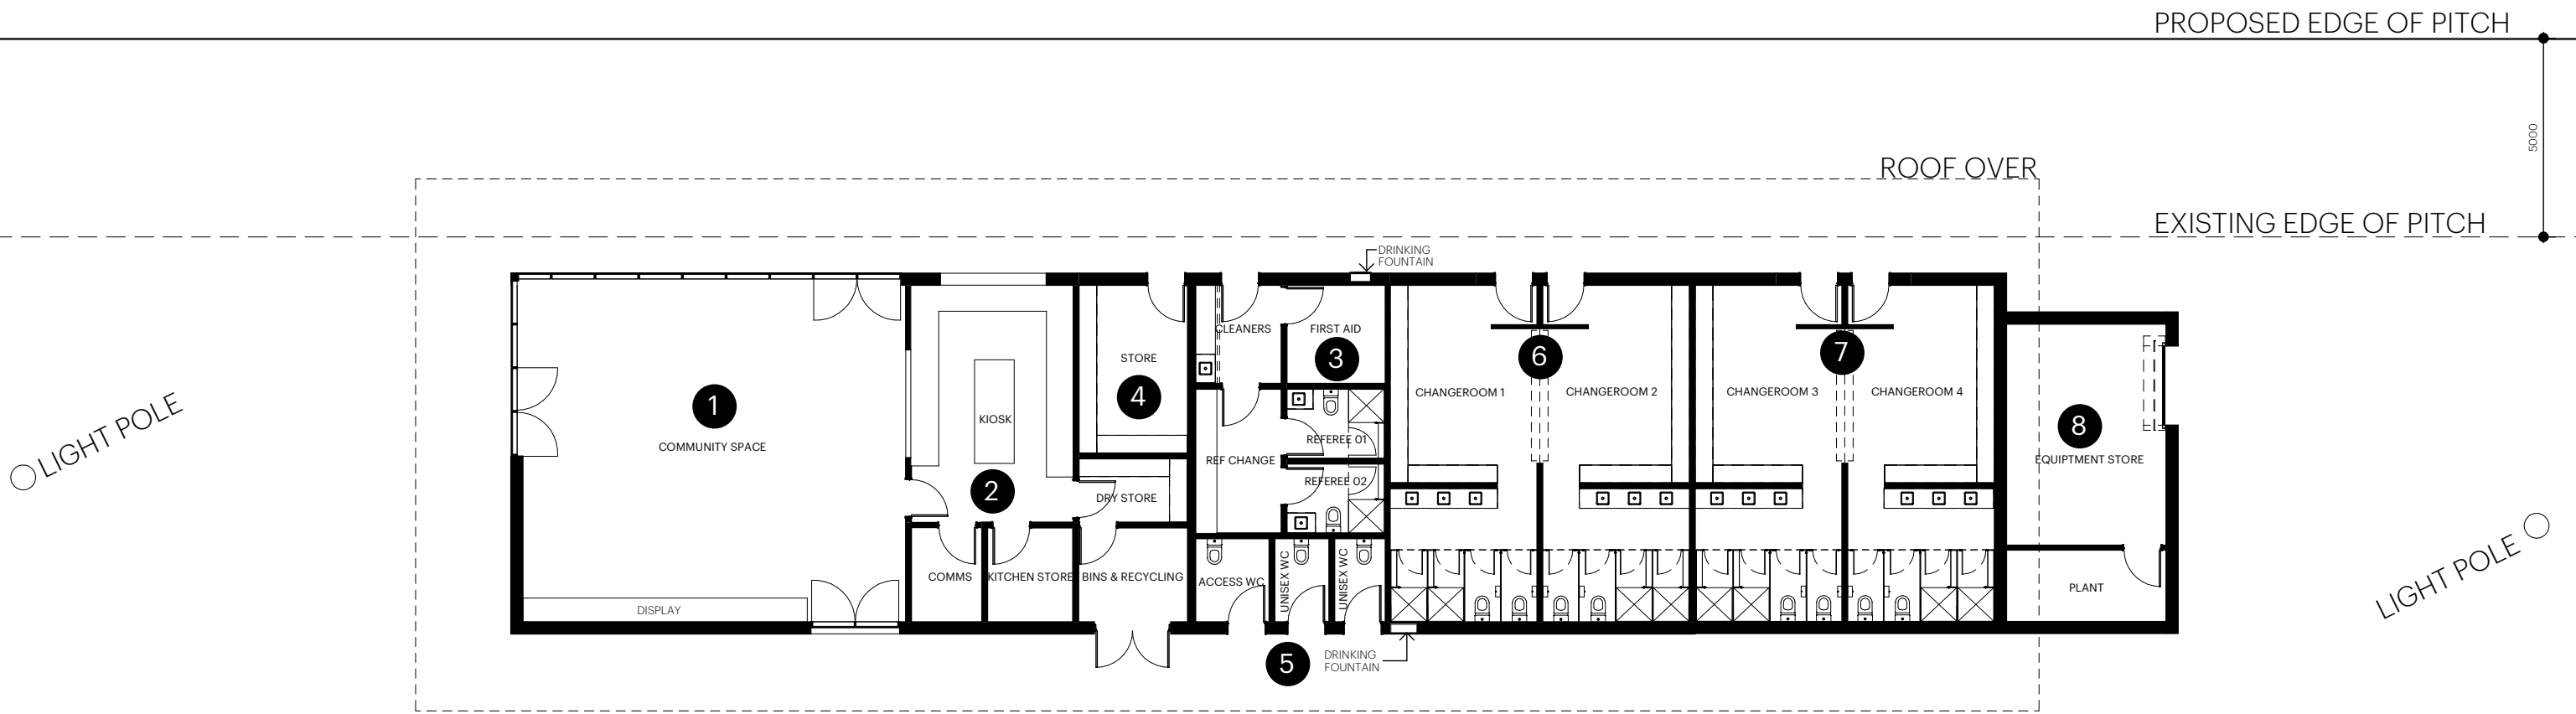 PROPOSED EDGE OF PITCH
5000
ROOF OVER
EXISTING EDGE OF PITCH
DRINKING
FOUNTAIN
LIGHT POLE
1
COMMUNITY SPACE
DISPLAY
KIOSK
2
COMMS
KITCHEN STORE
STORE
4
DRY STORE
BINS & RECYCLING
CLEANERS
FIRST AID
3
REF CHANGE
REFEREE 01
REFEREE 02
ACCESS WC
UNISEX WC
UNISEX WC
5
DRINKING
FOUNTAIN
6
CHANGEROOM 1
CHANGEROOM 2
7
CHANGEROOM 3
CHANGEROOM 4
8
EQUIPTMENT STORE
PLANT
LIGHT POLE